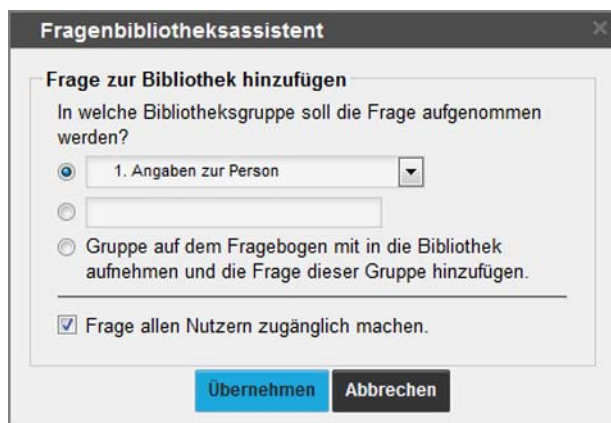 Fragenbibliotheksassistent
Frage zur Bibliothek hinzufügen
In welche Bibliotheksgruppe soll die Frage aufgenommen
werden?
1. Angaben zur Person
Gruppe auf dem Fragebogen mit in die Bibliothek
aufnehmen und die Frage dieser Gruppe hinzufügen.
Frage allen Nutzern zugänglich machen.
Übernehmen Abbrechen